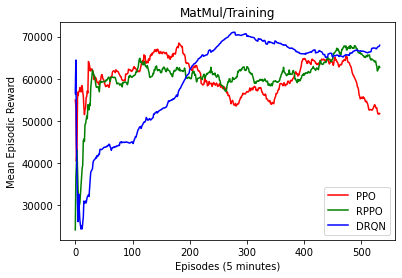 MatMul/Training
Mean Episodic Reward
70000
60000
50000
40000
30000
0
100
200
300
400
500
Episodes (5 minutes)
PPO
RPPO
DRQN